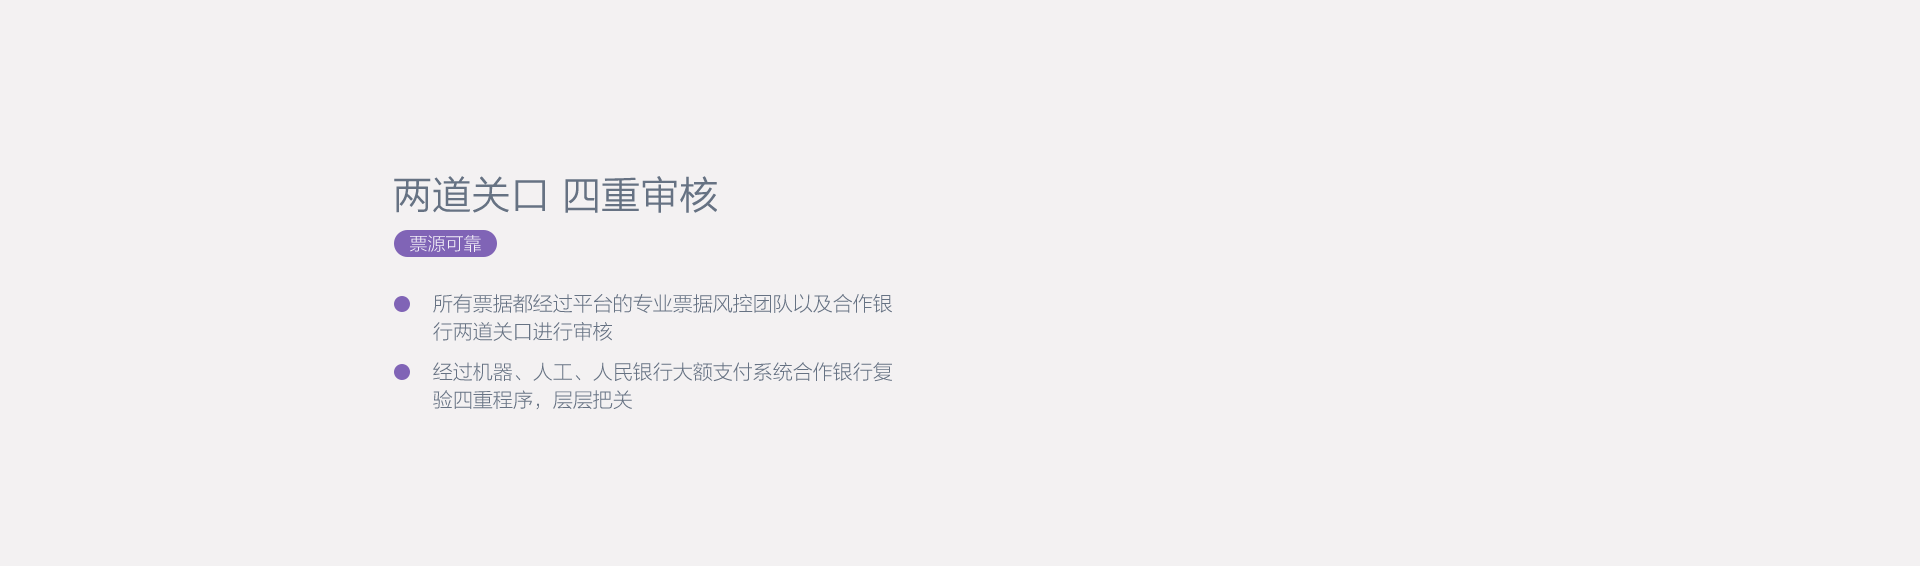 两道关口 四重审核
票源可靠
所有票据都经过平台的专业票据风控团队以及合作银
行两道关口进行审核
经过机器、人工、人民银行大额支付系统合作银行复
验四重程序，层层把关